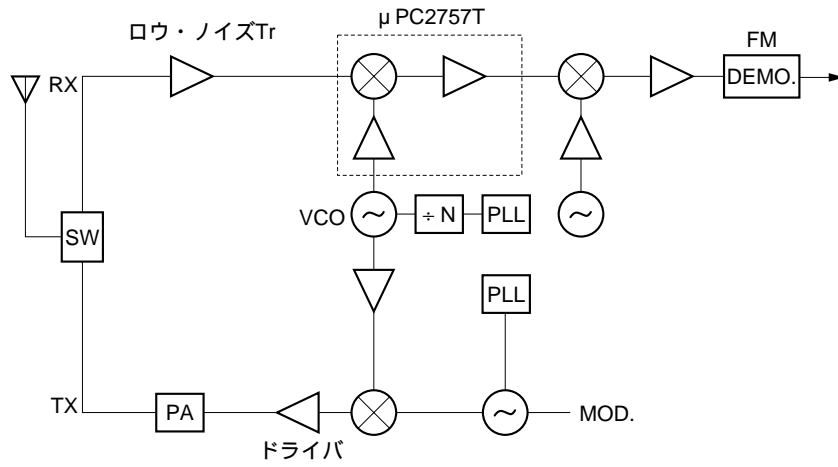 μPC2757T
ロウ・ノイズTr
FM
RX
DEMO.
VCO
÷N
PLL
SW
PLL
TX
PA
MOD.
ドライバ